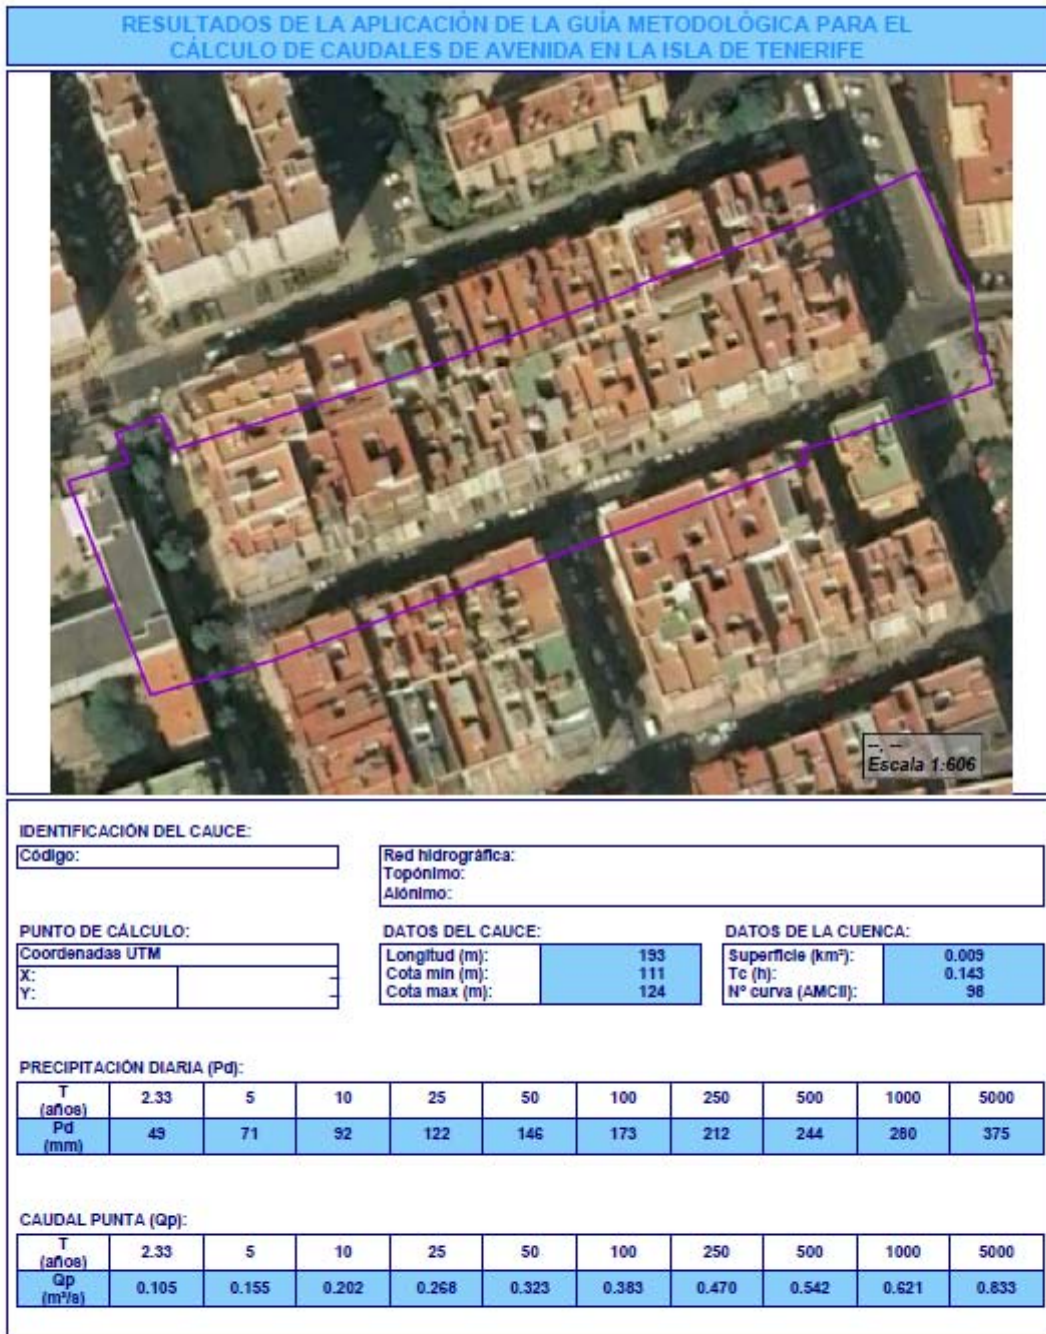 RESULTADOS DE LA APLICACIÓN DE LA GUÍA METODOLÓGICA PARA EL
CÁLCULO DE CAUDALES DE AVENIDA EN LA ISLA DE TENERIFE
--, --
Escala 1:606
IDENTIFICACIÓN DEL CAUCE:
Código:
Red hidrográfica:
Topónimo:
Alónimo:
PUNTO DE CÁLCULO:
Coordenadas UTM
X: --
Y: --
DATOS DEL CAUCE:
Longitud (m): 193
Cota min (m): 111
Cota max (m): 124
DATOS DE LA CUENCA:
Superficie (km²): 0.009
Tc (h): 0.143
Nº curva (AMCII): 98
PRECIPITACIÓN DIARIA (Pd):
T (años) 2.33 5 10 25 50 100 250 500 1000 5000
Pd (mm) 49 71 92 122 146 173 212 244 280 375
CAUDAL PUNTA (Qp):
T (años) 2.33 5 10 25 50 100 250 500 1000 5000
Qp (m³/s) 0.105 0.155 0.202 0.268 0.323 0.383 0.470 0.542 0.621 0.833